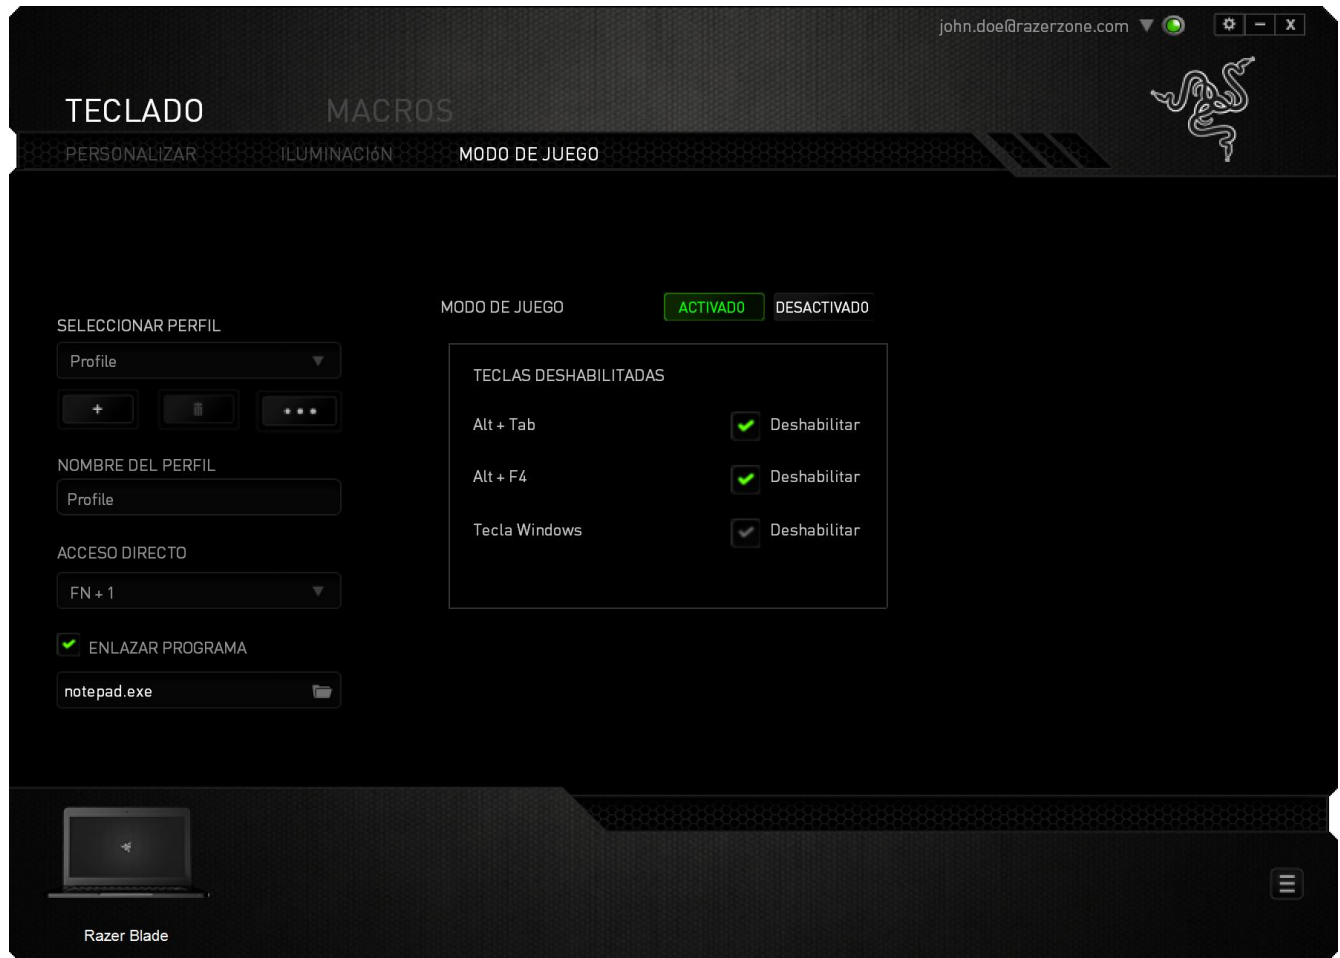 john.doe@razerzone.com
TECLADO MACROS
PERSONALIZAR ILUMINACIóN MODO DE JUEGO
SELECCIONAR PERFIL
Profile
NOMBRE DEL PERFIL
Profile
ACCESO DIRECTO
FN + 1
ENLAZAR PROGRAMA
notepad.exe
MODO DE JUEGO ACTIVADO DESACTIVADO
TECLAS DESHABILITADAS
Alt + Tab Deshabilitar
Alt + F4 Deshabilitar
Tecla Windows Deshabilitar
Razer Blade